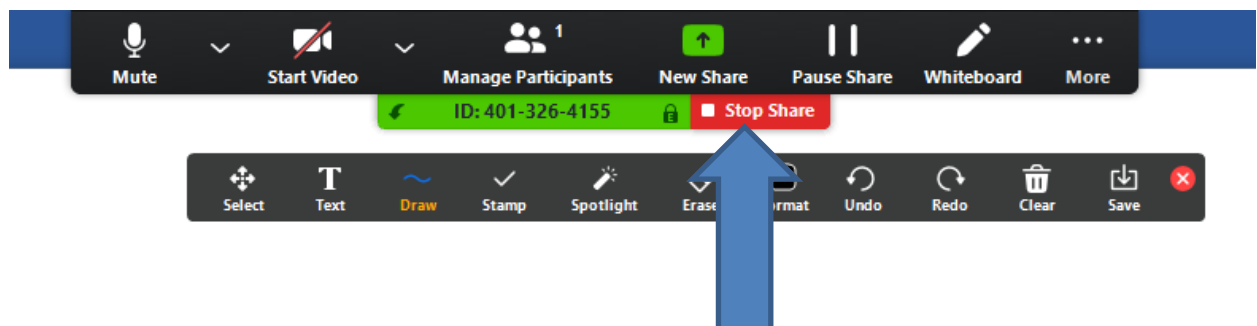 1
Mute Start Video Manage Participants New Share Pause Share Whiteboard More
ID: 401-326-4155 Stop Share
T
Select Text Draw Stamp Spotlight Undo Redo Clear Save